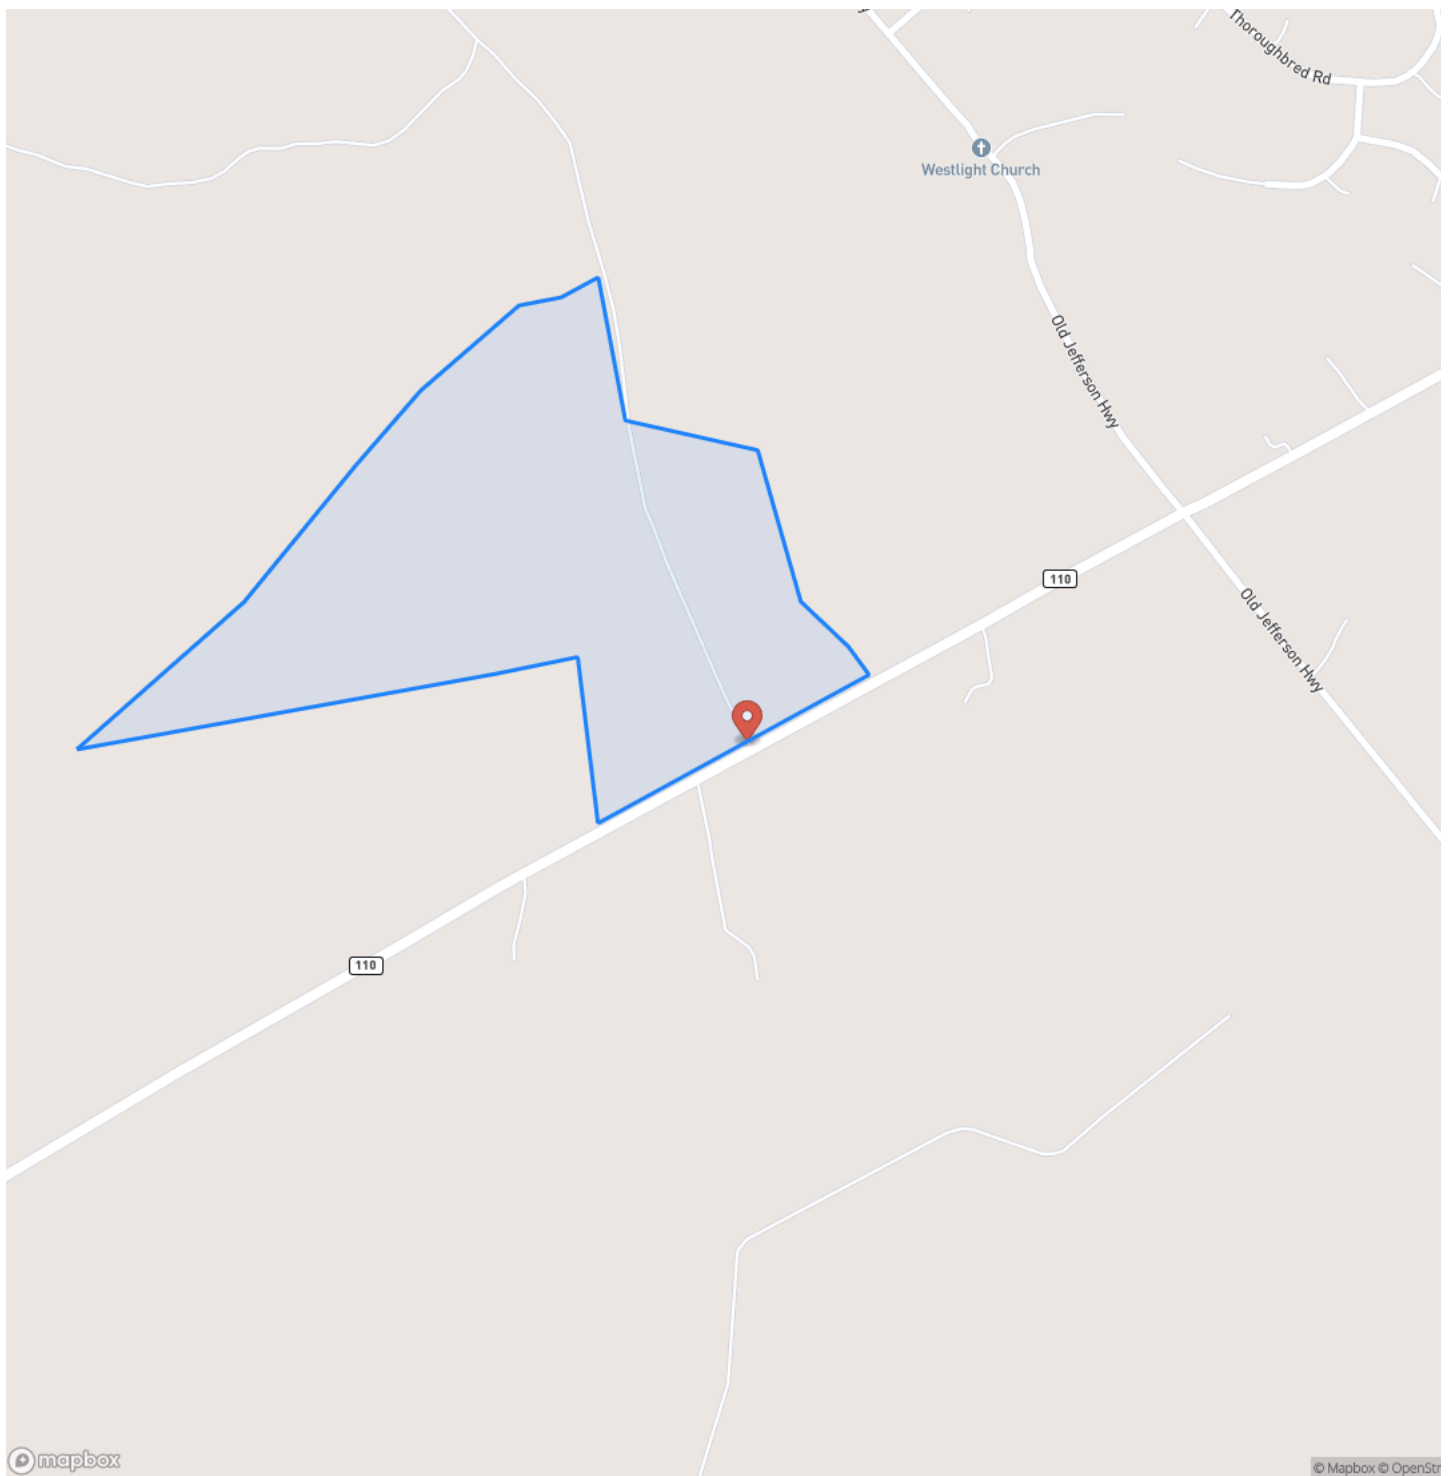 Thoroughbred Rd
Westlight Church
Old Jefferson Hwy
110
Old Jefferson Hwy
110
mapbox
© Mapbox © OpenStr